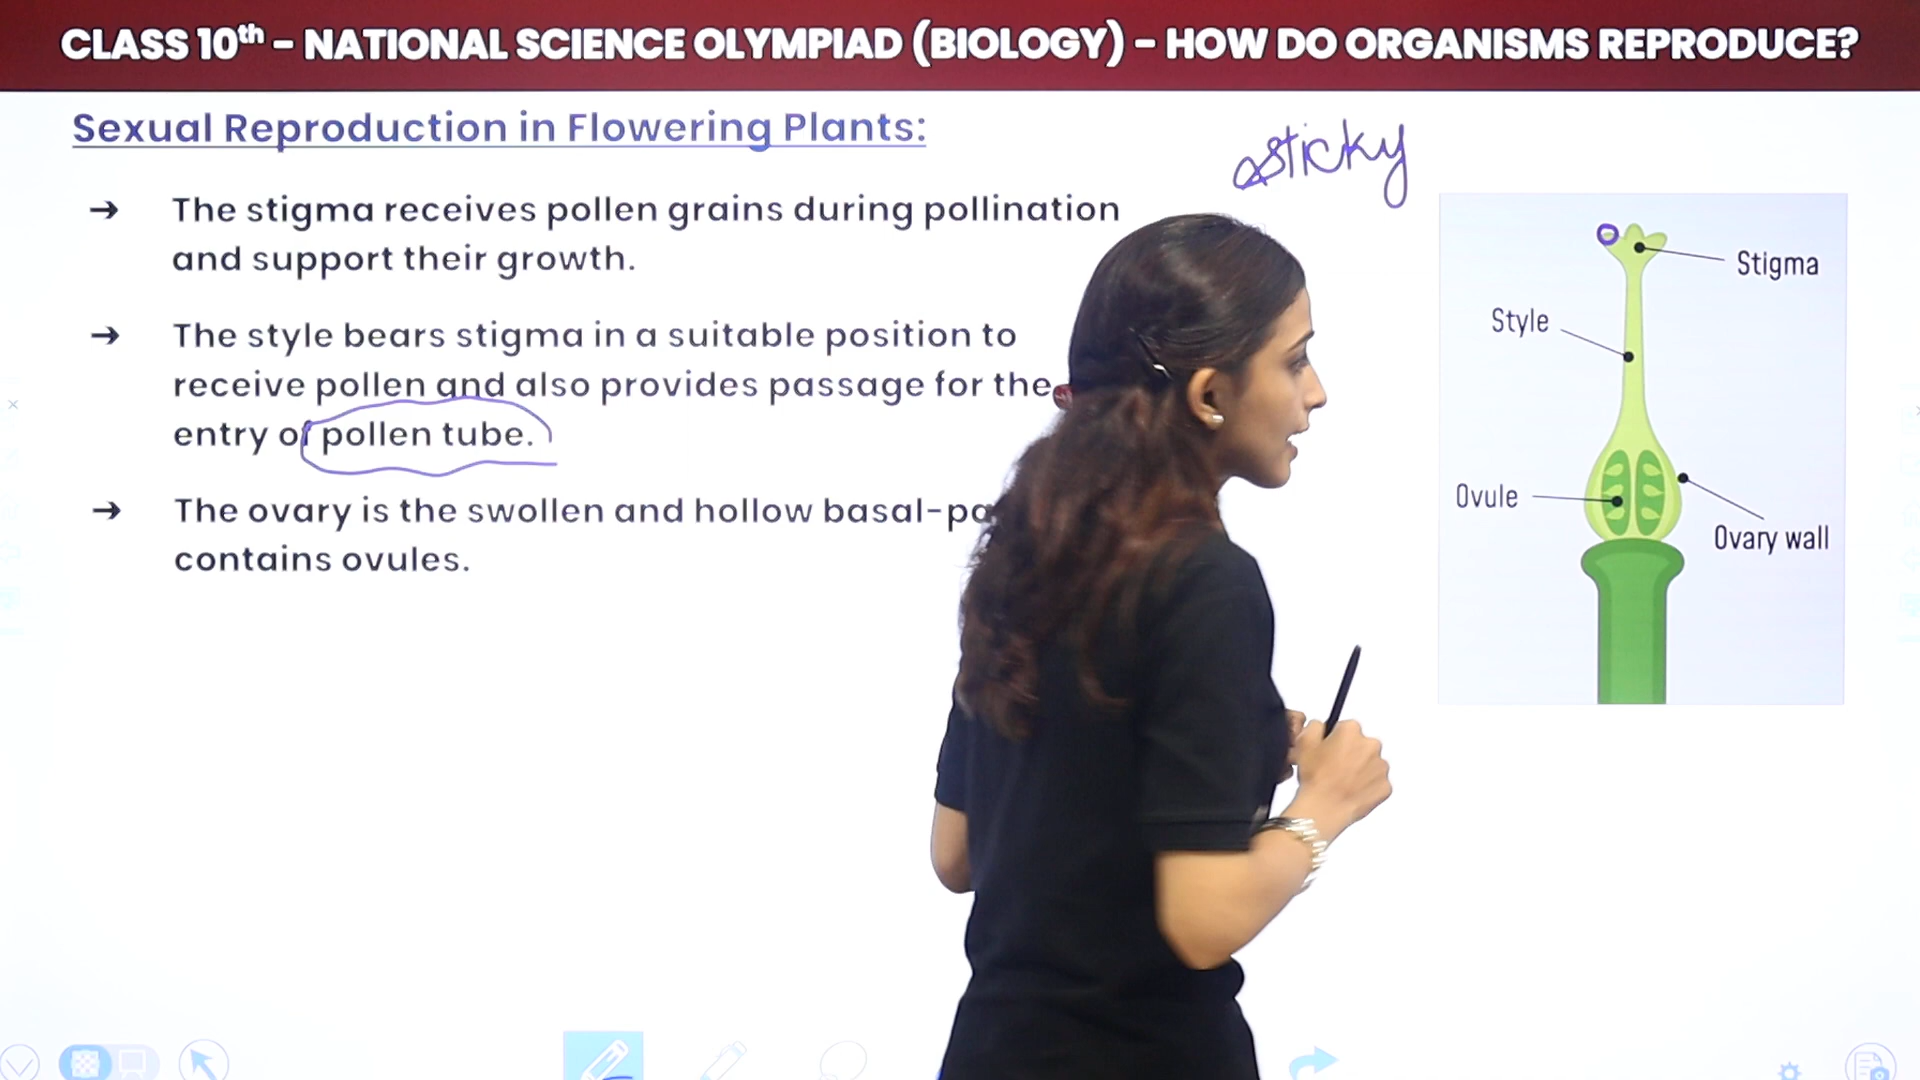 CLASS 10th – NATIONAL SCIENCE OLYMPIAD (BIOLOGY) – HOW DO ORGANISMS REPRODUCE?
Sexual Reproduction in Flowering Plants:
sticky
→ The stigma receives pollen grains during pollination
and support their growth.
→ The style bears stigma in a suitable position to
receive pollen and also provides passage for the
entry of pollen tube.
→ The ovary is the swollen and hollow basal-pa
contains ovules.
Stigma
Style
Ovule
Ovary wall